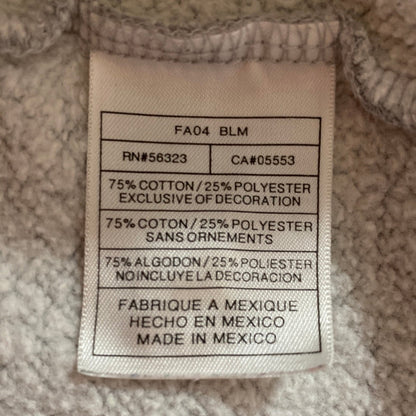 FA04 BLM
RN#56323 CA#05553
75% COTTON/25% POLYESTER
EXCLUSIVE OF DECORATION
75% COTON/25% POLYESTER
SANS ORNEMENTS
75% ALGODON/25% POLIESTER
NO INCLUYE LA DECORACION
FABRIQUE A MEXIQUE
HECHO EN MEXICO
MADE IN MEXICO